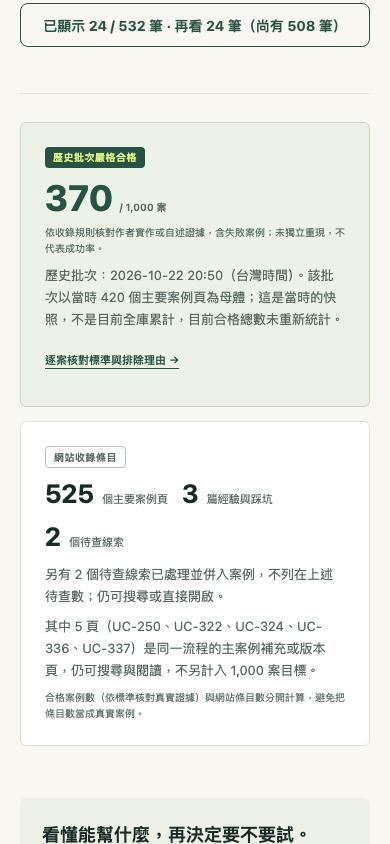 已顯示 24 / 532 筆 · 再看 24 筆（尚有 508 筆）
歷史批次嚴格合格
370 / 1,000 案
依收錄規則核對作者實作或自述證據，含失敗案例；未獨立重現，不
代表成功率。
歷史批次：2026-10-22 20:50（台灣時間）。該批
次以當時 420 個主要案例頁為母體；這是當時的快
照，不是目前全庫累計，目前合格總數未重新統計。
逐案核對標準與排除理由 →
網站收錄條目
525 個主要案例頁 3 篇經驗與踩坑
2 個待查線索
另有 2 個待查線索已處理並併入案例，不列在上述
待查數；仍可搜尋或直接開啟。
其中 5 頁（UC-250、UC-322、UC-324、UC-
336、UC-337）是同一流程的主案例補充或版本
頁，仍可搜尋與閱讀，不另計入 1,000 案目標。
合格案例數（依標準核對真實證據）與網站條目數分開計算，避免把
條目數當成真實案例。
看懂能幫什麼，再決定要不要試。